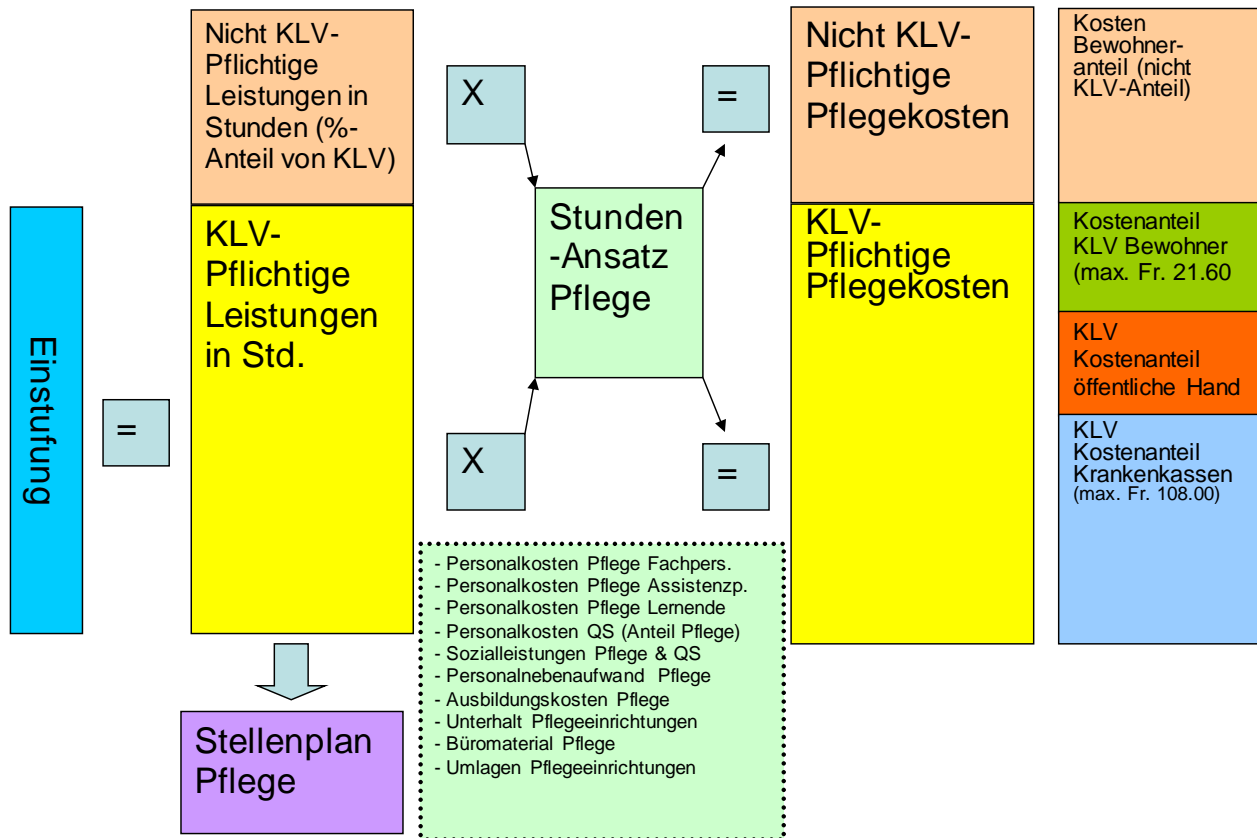 Nicht KLV-
Pflichtige
Leistungen in
Stunden (%-
Anteil von KLV)
X
=
Nicht KLV-
Pflichtige
Pflegekosten
Kosten
Bewohner-
anteil (nicht
KLV-Anteil)
Einstufung
=
KLV-
Pflichtige
Leistungen
in Std.
Stunden
-Ansatz
Pflege
KLV-
Pflichtige
Pflegekosten
Kostenanteil
KLV Bewohner
(max. Fr. 21.60
KLV
Kostenanteil
öffentliche Hand
X
=
KLV
Kostenanteil
Krankenkassen
(max. Fr. 108.00)
- Personalkosten Pflege Fachpers.
- Personalkosten Pflege Assistenzp.
- Personalkosten Pflege Lernende
- Personalkosten QS (Anteil Pflege)
- Sozialleistungen Pflege & QS
- Personalnebenaufwand Pflege
- Ausbildungskosten Pflege
- Unterhalt Pflegeeinrichtungen
- Büromaterial Pflege
- Umlagen Pflegeeinrichtungen
Stellenplan
Pflege